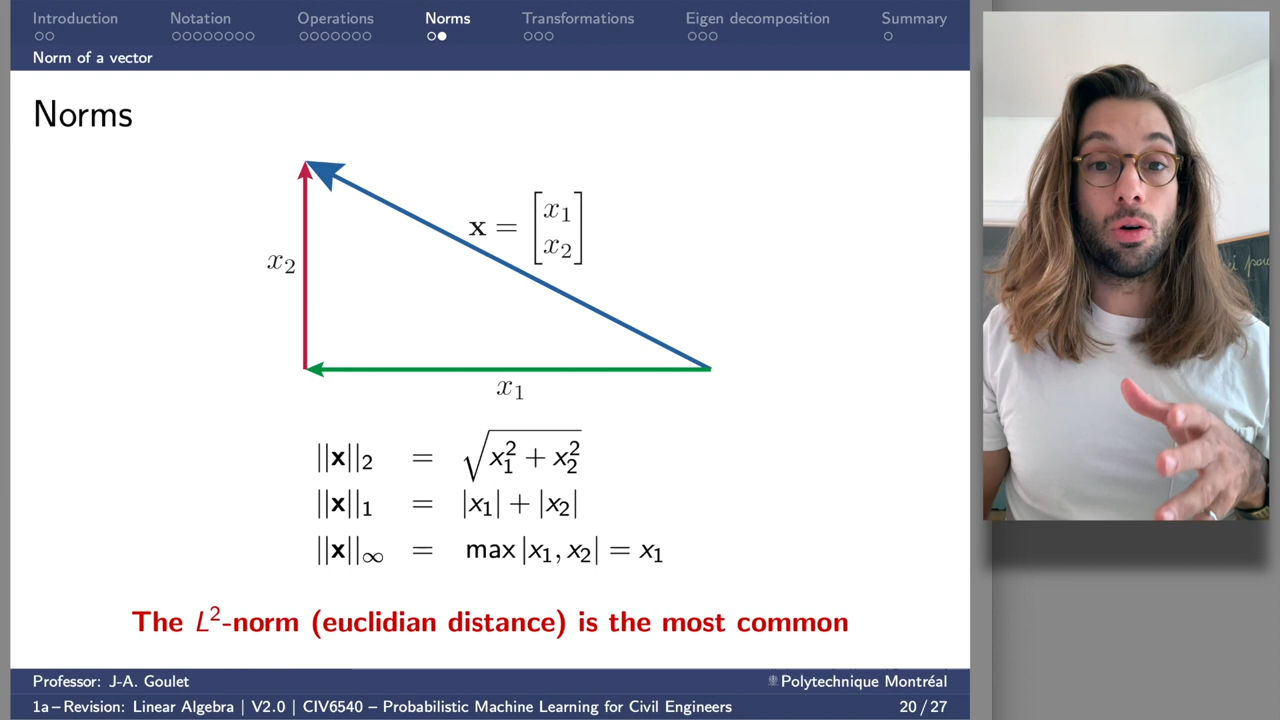 Introduction Notation Operations Norms Transformations Eigen decomposition Summary
Norm of a vector
Norms
x = [x₁ x₂]
x₂
x₁
||x||₂ = √(x₁² + x₂²)
||x||₁ = |x₁| + |x₂|
||x||∞ = max|x₁, x₂| = x₁
The L²-norm (euclidian distance) is the most common
Professor: J-A. Goulet Polytechnique Montréal
1a – Revision: Linear Algebra | V2.0 | CIV6540 – Probabilistic Machine Learning for Civil Engineers 20 / 27